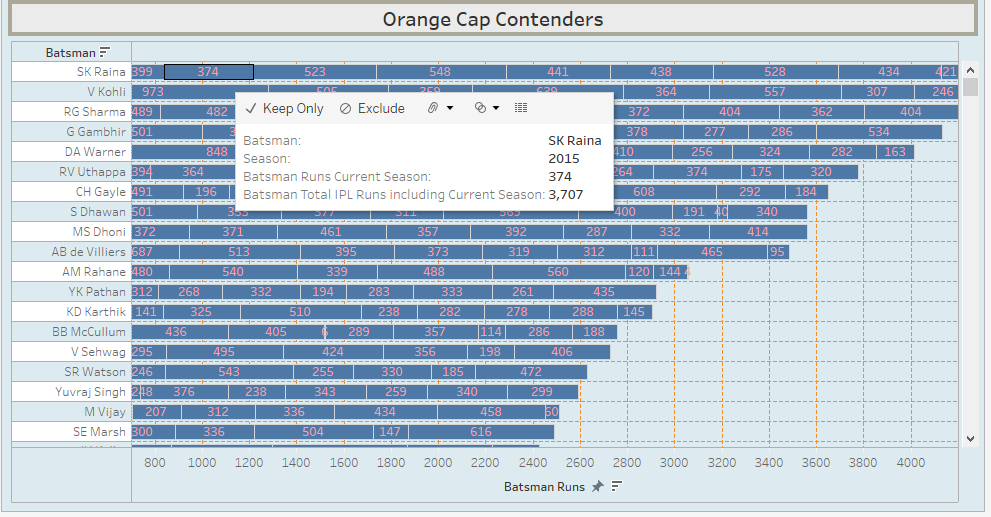 Orange Cap Contenders
Batsman
SK Raina 399 374 523 548 441 438 528 434 421
V Kohli 973 359 364 557 307 246
RG Sharma 489 482 372 404 362 404
G Gambhir 501 378 277 286 534
DA Warner 848 256 324 282 163
RV Uthappa 394 364 264 374 175 320
CH Gayle 491 196 608 292 184
S Dhawan 501 377 311 569 400 191 40 340
MS Dhoni 372 371 461 357 392 287 332 414
AB de Villiers 687 513 395 373 319 312 111 465 95
AM Rahane 480 540 339 488 560 120 144
YK Pathan 312 268 332 194 283 333 261 435
KD Karthik 141 325 510 238 282 278 288 145
BB McCullum 436 405 6 289 357 114 286 188
V Sehwag 295 495 424 356 198 406
SR Watson 246 543 255 330 185 472
Yuvraj Singh 376 238 343 259 340 299
M Vijay 207 312 336 434 458 60
SE Marsh 300 336 504 147 616
Keep Only Exclude
Batsman: SK Raina
Season: 2015
Batsman Runs Current Season: 374
Batsman Total IPL Runs including Current Season: 3,707
800 1000 1200 1400 1600 1800 2000 2200 2400 2600 2800 3000 3200 3400 3600 3800 4000
Batsman Runs